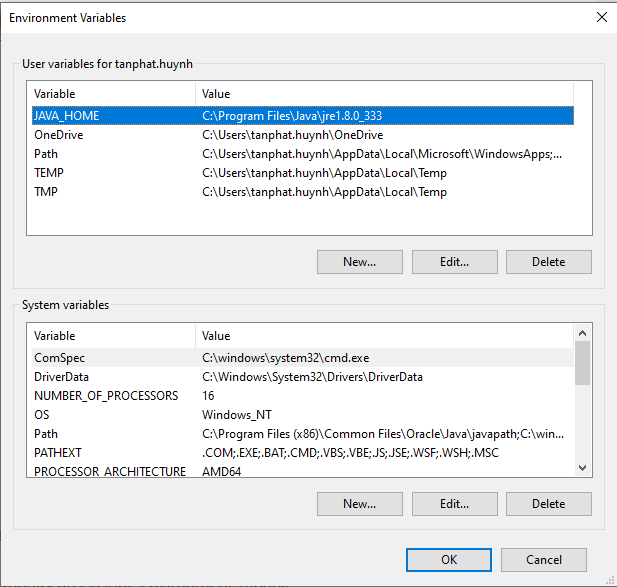 Environment Variables
User variables for tanphat.huynh
Variable Value
JAVA_HOME C:\Program Files\Java\jre1.8.0_333
OneDrive C:\Users\tanphat.huynh\OneDrive
Path C:\Users\tanphat.huynh\AppData\Local\Microsoft\WindowsApps;...
TEMP C:\Users\tanphat.huynh\AppData\Local\Temp
TMP C:\Users\tanphat.huynh\AppData\Local\Temp
New... Edit... Delete
System variables
Variable Value
ComSpec C:\windows\system32\cmd.exe
DriverData C:\Windows\System32\Drivers\DriverData
NUMBER_OF_PROCESSORS 16
OS Windows_NT
Path C:\Program Files (x86)\Common Files\Oracle\Java\javapath;C:\win...
PATHEXT .COM;.EXE;.BAT;.CMD;.VBS;.VBE;.JS;.JSE;.WSF;.WSH;.MSC
PROCESSOR_ARCHITECTURE AMD64
New... Edit... Delete
OK Cancel